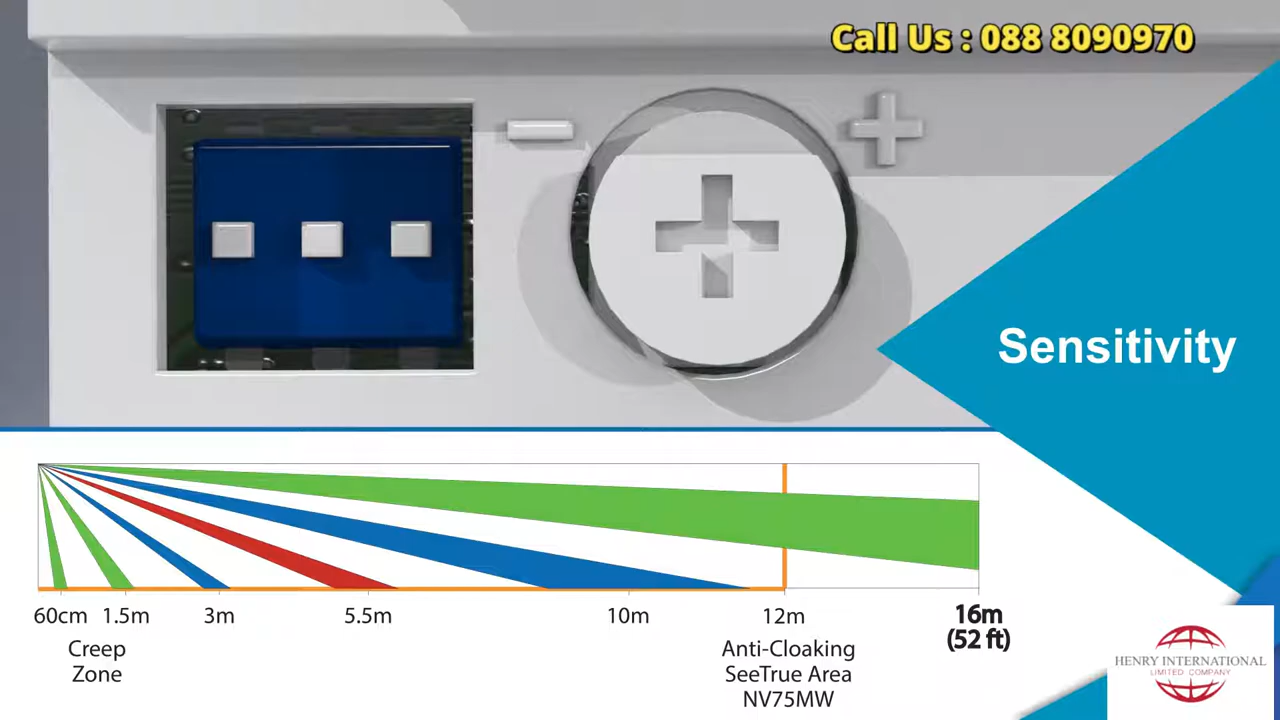 Call Us : 088 8090970
Sensitivity
60cm 1.5m 3m 5.5m 10m 12m 16m
(52 ft)
Creep
Zone
Anti-Cloaking
SeeTrue Area
NV75MW
HENRY INTERNATIONAL
LIMITED COMPANY